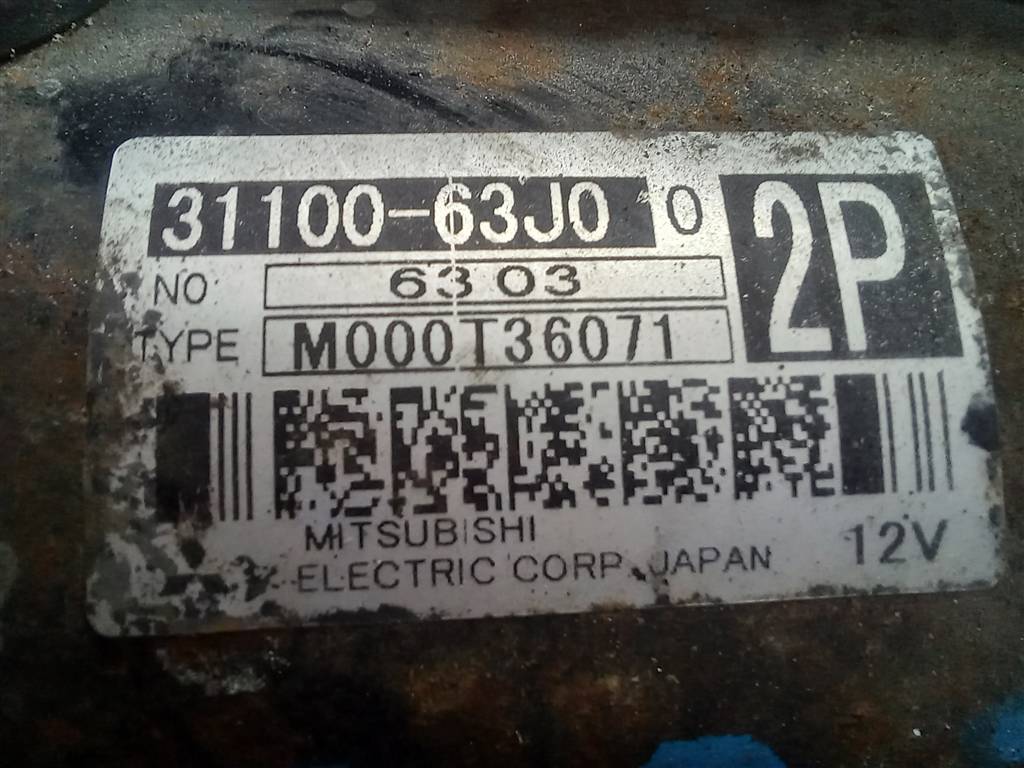 31100-63J0 0
2P
NO 6303
TYPE M000T36071
MITSUBISHI
ELECTRIC CORP. JAPAN
12V